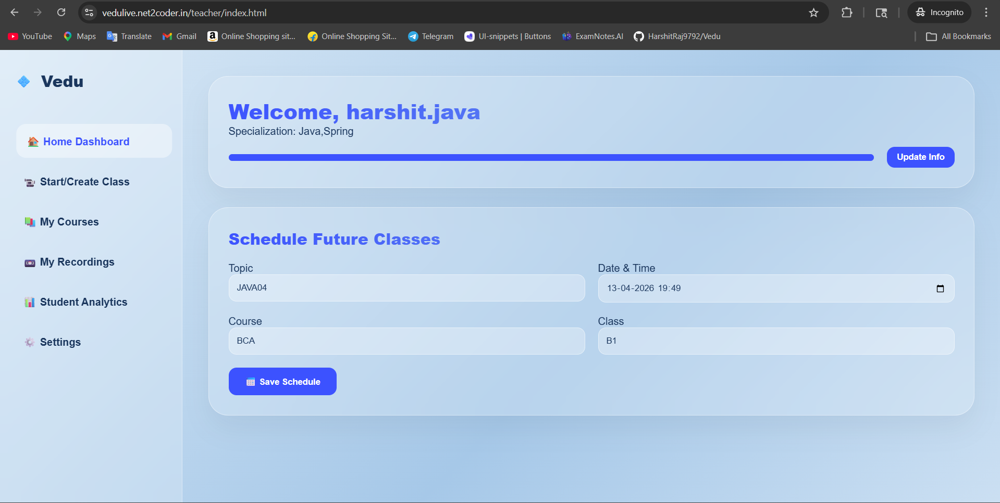 vedulive.net2coder.in/teacher/index.html
Incognito
YouTube
Maps
Translate
Gmail
Online Shopping sit...
Online Shopping Sit...
Telegram
UI-snippets | Buttons
ExamNotes.AI
HarshitRaj9792/Vedu
All Bookmarks
Vedu
Home Dashboard
Start/Create Class
My Courses
My Recordings
Student Analytics
Settings
Welcome, harshit.java
Specialization: Java,Spring
Update Info
Schedule Future Classes
Topic
JAVA04
Date & Time
13-04-2026 19:49
Course
BCA
Class
B1
Save Schedule